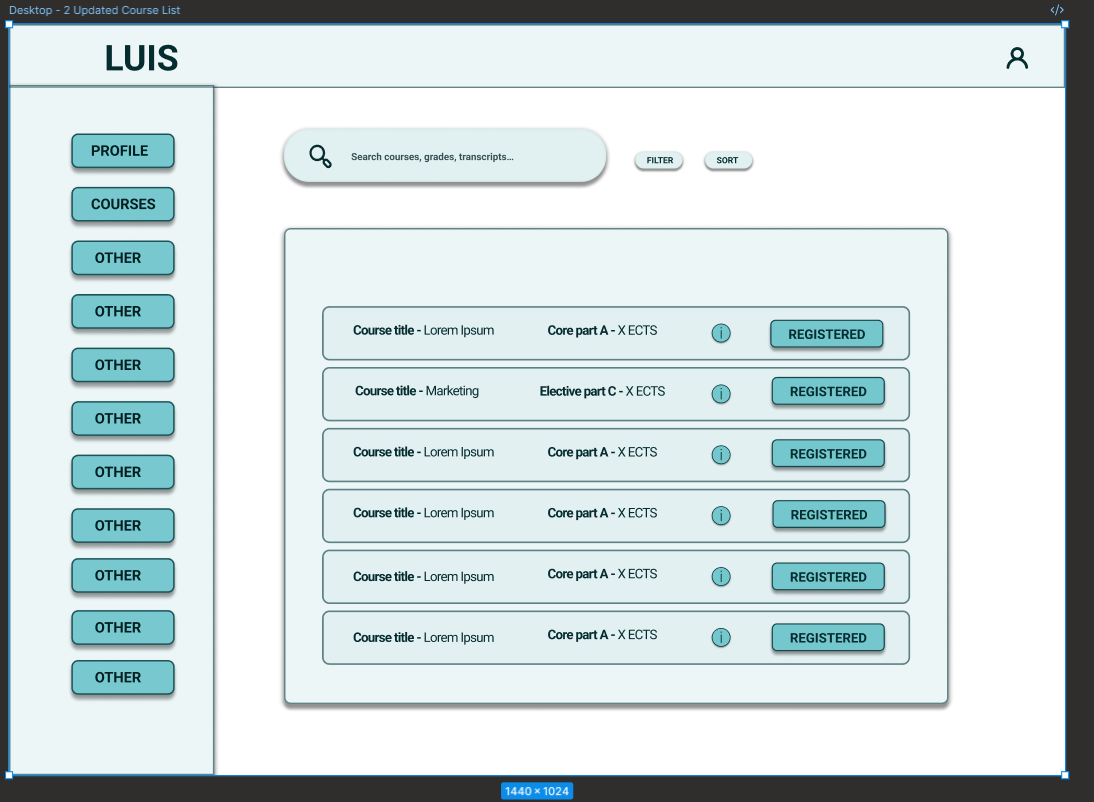 Desktop - 2 Updated Course List
</>
LUIS
PROFILE
COURSES
OTHER
OTHER
OTHER
OTHER
OTHER
OTHER
OTHER
OTHER
OTHER
Search courses, grades, transcripts...
FILTER
SORT
Course title - Lorem Ipsum Core part A - X ECTS i REGISTERED
Course title - Marketing Elective part C - X ECTS i REGISTERED
Course title - Lorem Ipsum Core part A - X ECTS i REGISTERED
Course title - Lorem Ipsum Core part A - X ECTS i REGISTERED
Course title - Lorem Ipsum Core part A - X ECTS i REGISTERED
Course title - Lorem Ipsum Core part A - X ECTS i REGISTERED
1440 × 1024